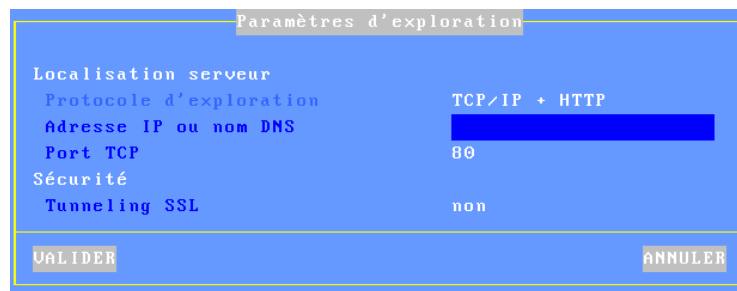 Paramètres d'exploration
Localisation serveur
Protocole d'exploration TCP/IP + HTTP
Adresse IP ou nom DNS
Port TCP 80
Sécurité
Tunneling SSL non
VALIDER ANNULER